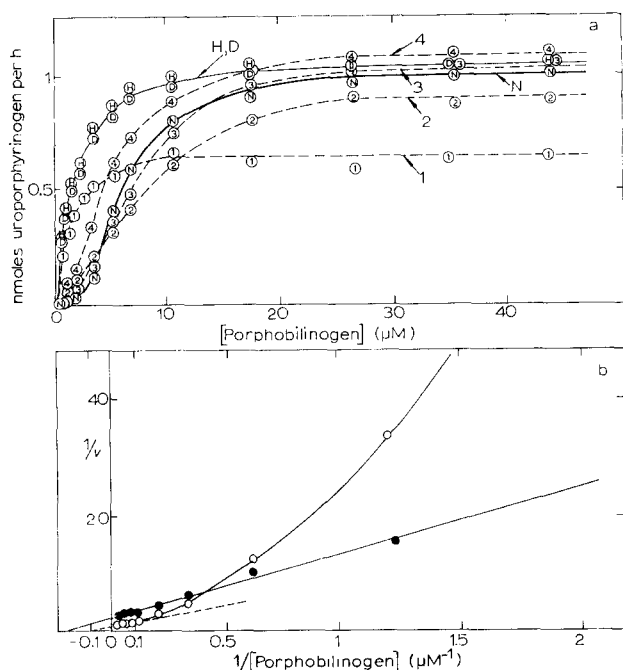 a
nmoles uroporphyrinogen per h
1
0.5
H,D
4
3
N
2
1
0
10
20
30
40
[Porphobilinogen] (µM)
b
1/v
40
20
-0.1
0
0.1
0.5
1
1.5
2
1/[Porphobilinogen] (µM⁻¹)